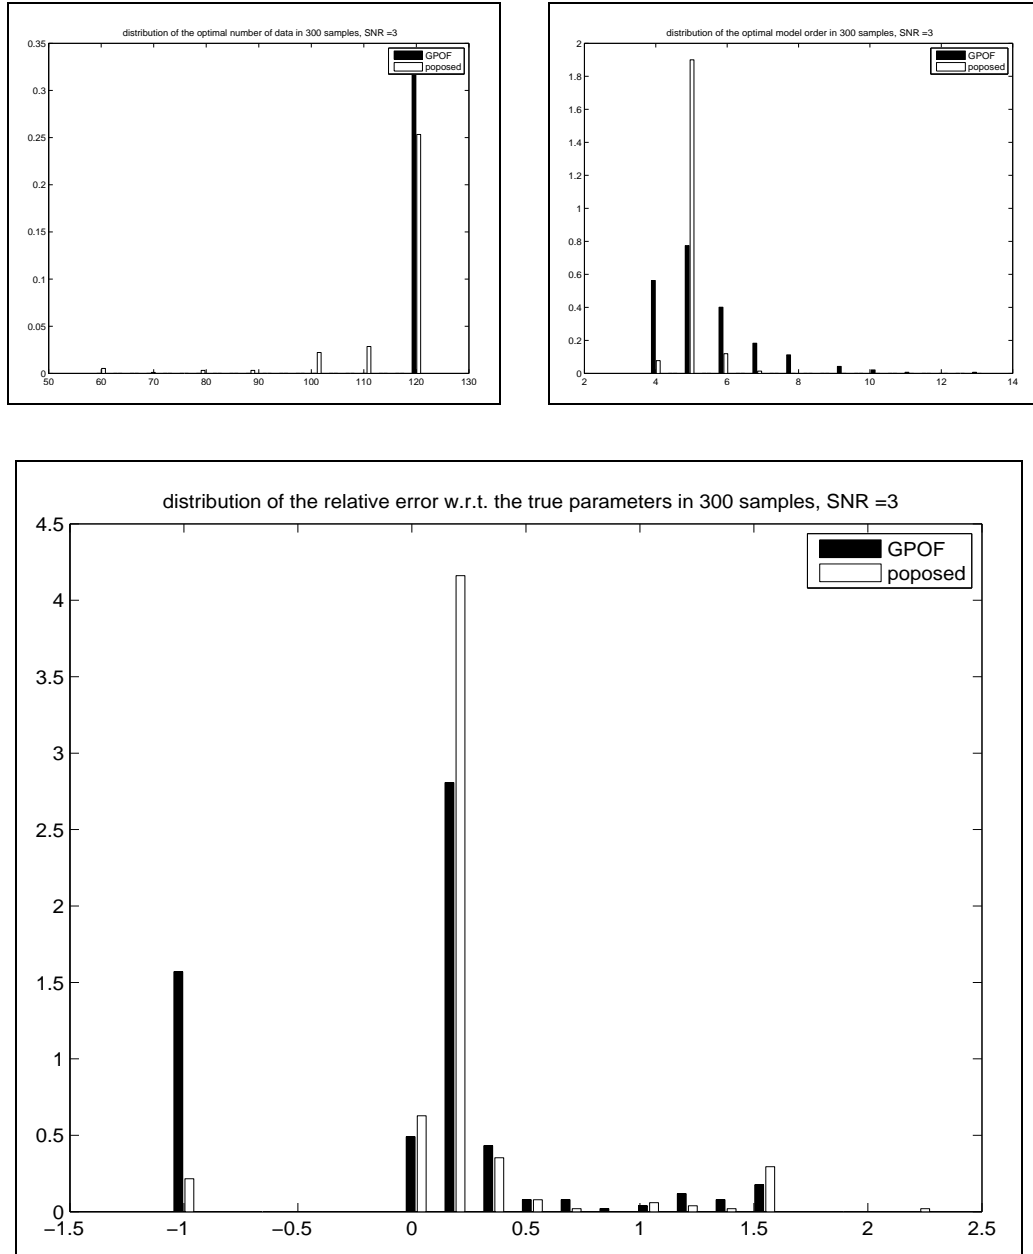 distribution of the optimal number of data in 300 samples, SNR =3
0.35
0.3
0.25
0.2
0.15
0.1
0.05
0
50 60 70 80 90 100 110 120 130
GPOF
poposed
distribution of the optimal model order in 300 samples, SNR =3
2
1.8
1.6
1.4
1.2
1
0.8
0.6
0.4
0.2
0
2 4 6 8 10 12 14
GPOF
poposed
distribution of the relative error w.r.t. the true parameters in 300 samples, SNR =3
4.5
4
3.5
3
2.5
2
1.5
1
0.5
0
−1.5 −1 −0.5 0 0.5 1 1.5 2 2.5
GPOF
poposed